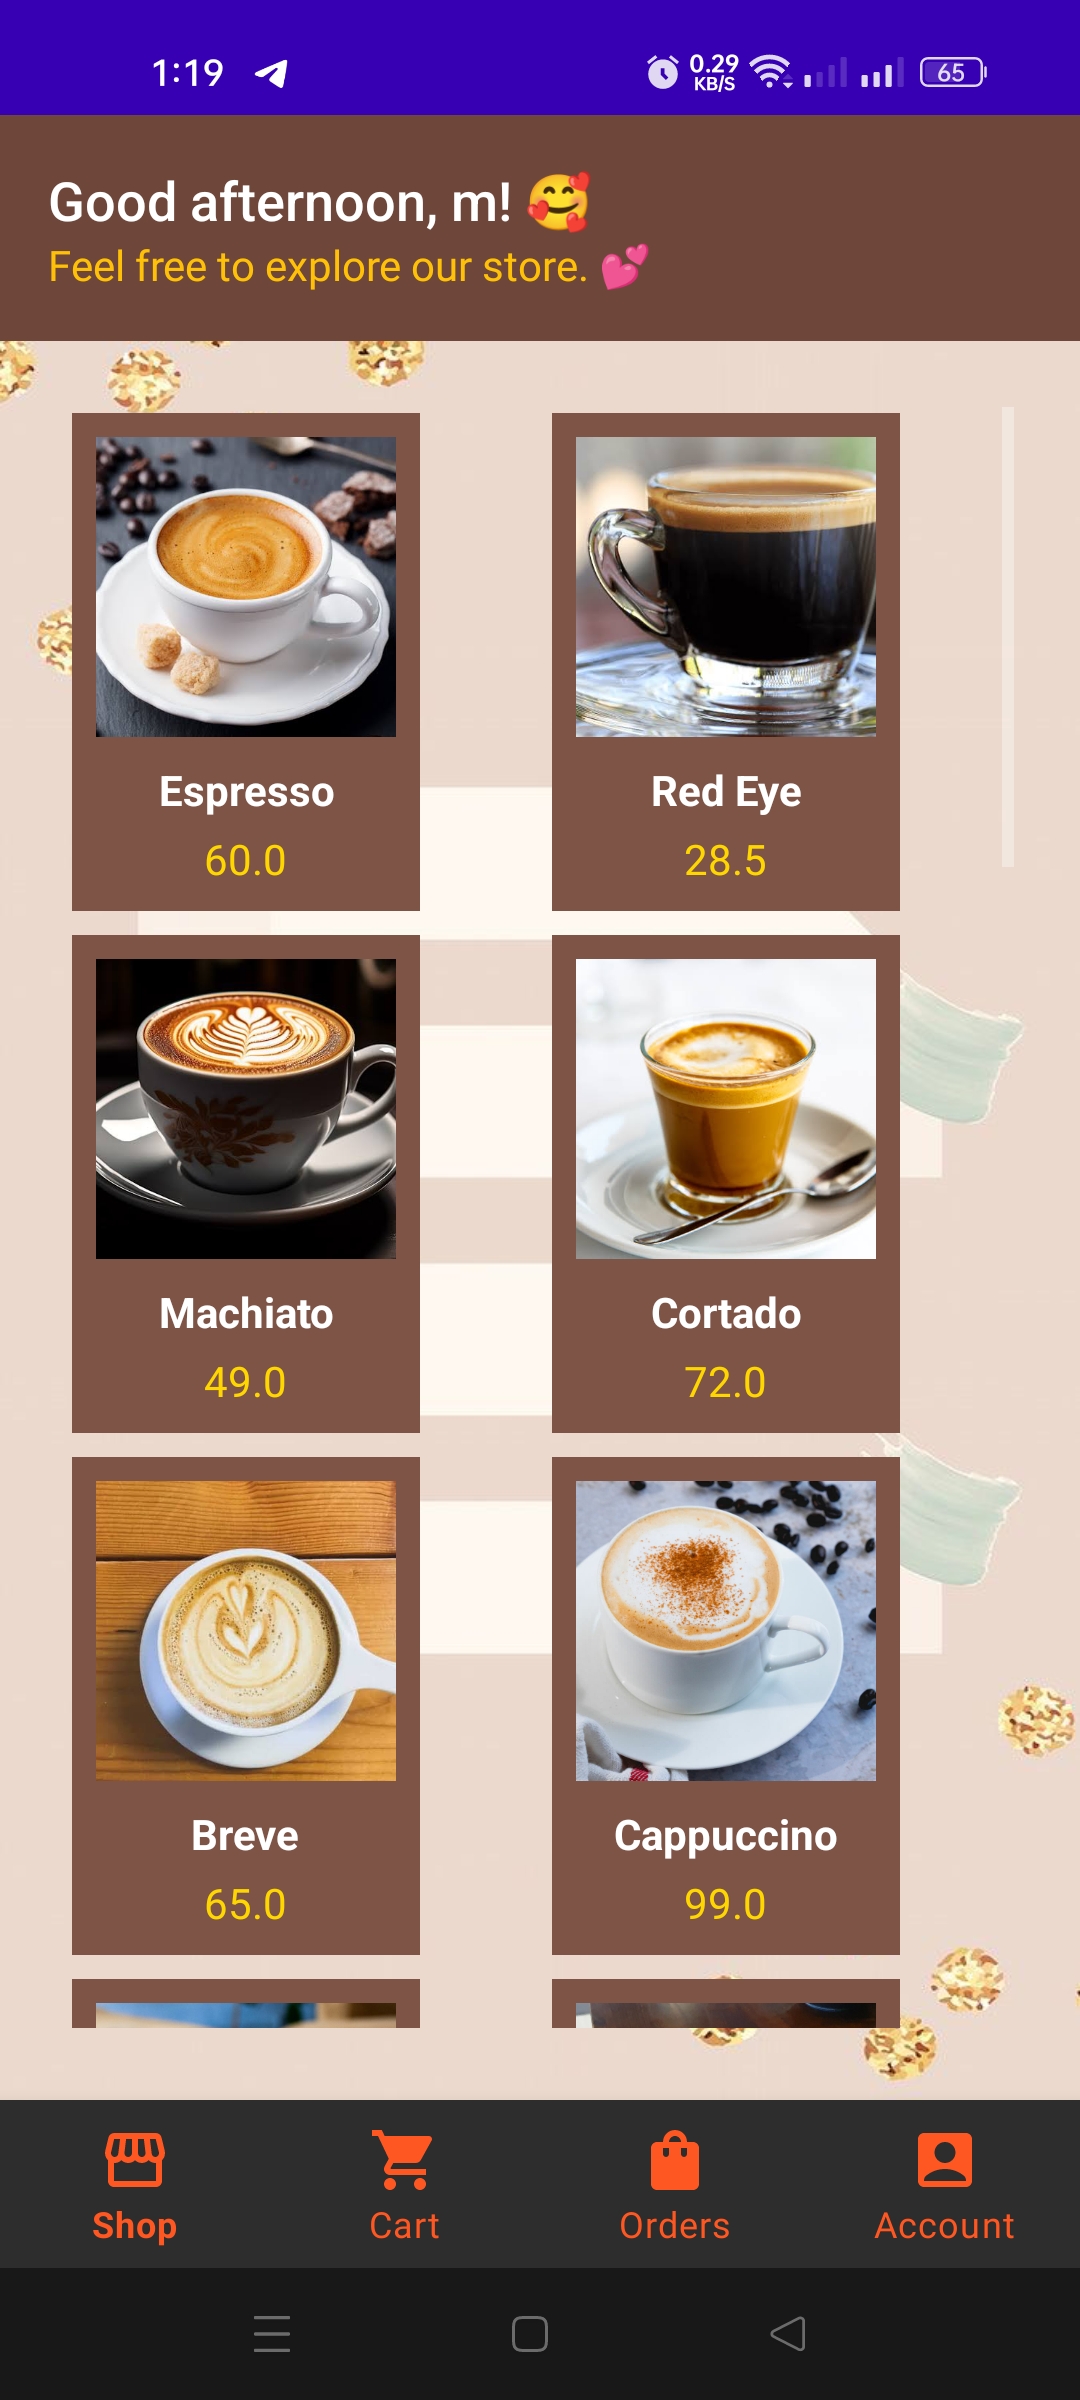 1:19 0.29 KB/S 65
Good afternoon, m! 🥰
Feel free to explore our store. 💕
Espresso Red Eye
60.0 28.5
Machiato Cortado
49.0 72.0
Breve Cappuccino
65.0 99.0
Shop Cart Orders Account